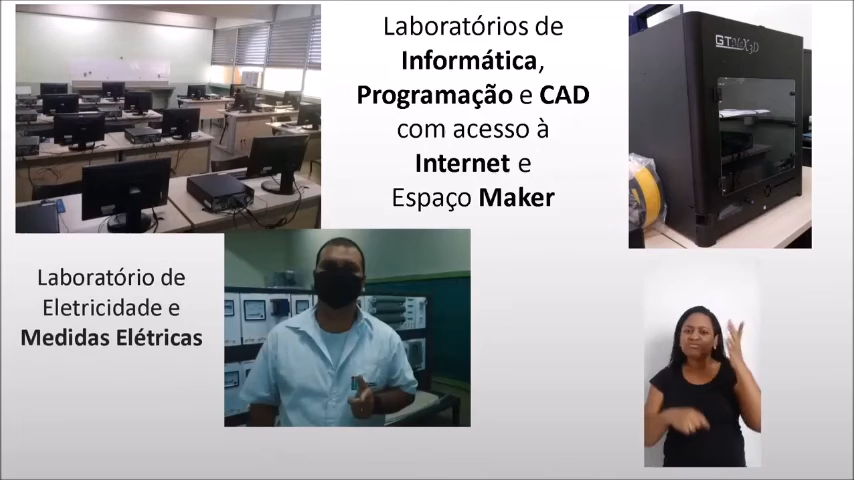 Laboratórios de
Informática,
Programação e CAD
com acesso à
Internet e
Espaço Maker
Laboratório de
Eletricidade e
Medidas Elétricas